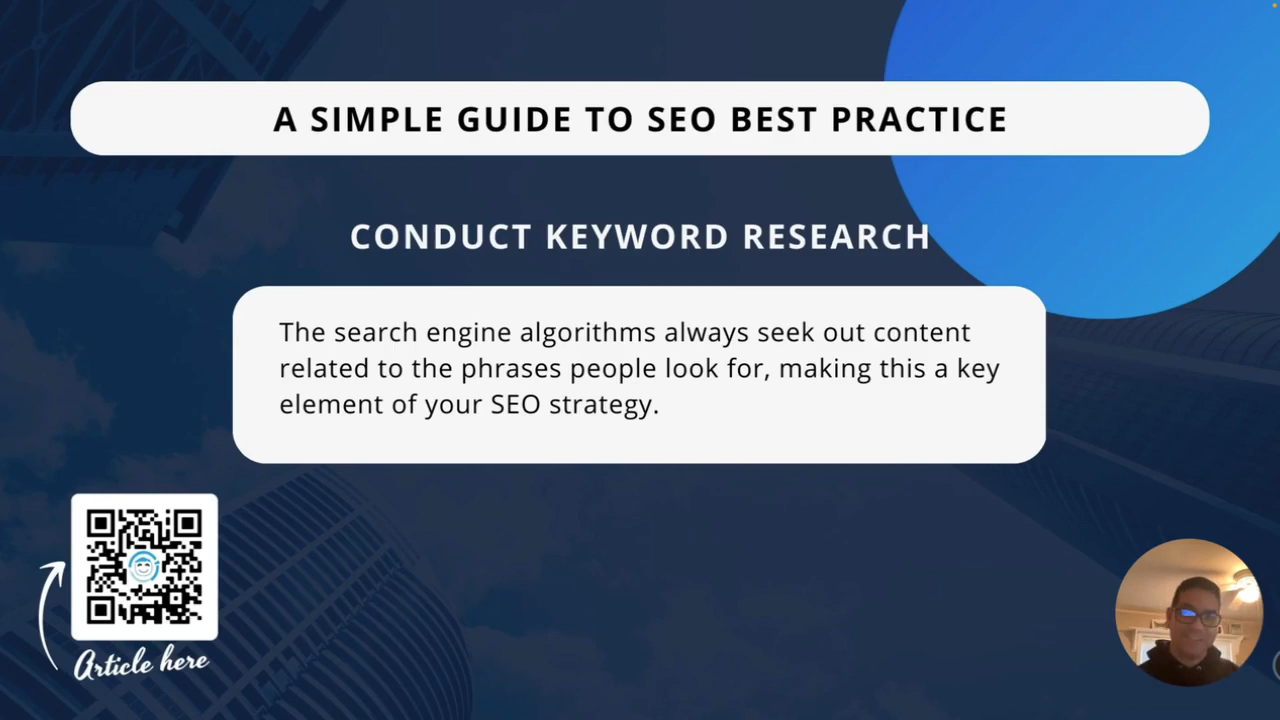 A SIMPLE GUIDE TO SEO BEST PRACTICE
CONDUCT KEYWORD RESEARCH
The search engine algorithms always seek out content
related to the phrases people look for, making this a key
element of your SEO strategy.
Article here